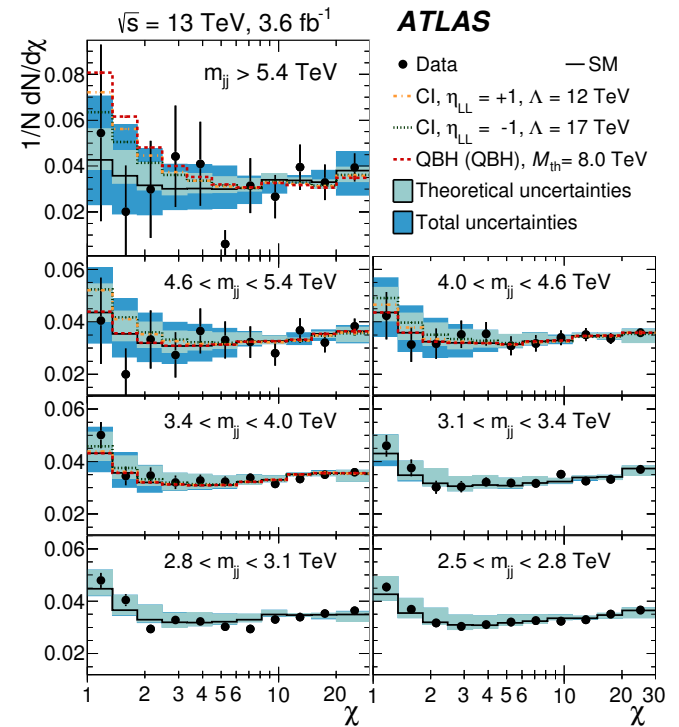 √s = 13 TeV, 3.6 fb⁻¹
ATLAS
1/N dN/dχ
m_jj > 5.4 TeV
0.08
0.06
0.04
0.02
Data
SM
CI, η_LL = +1, Λ = 12 TeV
CI, η_LL = -1, Λ = 17 TeV
QBH (QBH), M_th = 8.0 TeV
Theoretical uncertainties
Total uncertainties
0.06
0.04
0.02
4.6 < m_jj < 5.4 TeV
4.0 < m_jj < 4.6 TeV
0.06
0.04
0.02
3.4 < m_jj < 4.0 TeV
3.1 < m_jj < 3.4 TeV
0.06
0.04
0.02
2.8 < m_jj < 3.1 TeV
2.5 < m_jj < 2.8 TeV
1 2 3 4 5 6 10 20
1 2 3 4 5 6 10 20 30
χ
χ